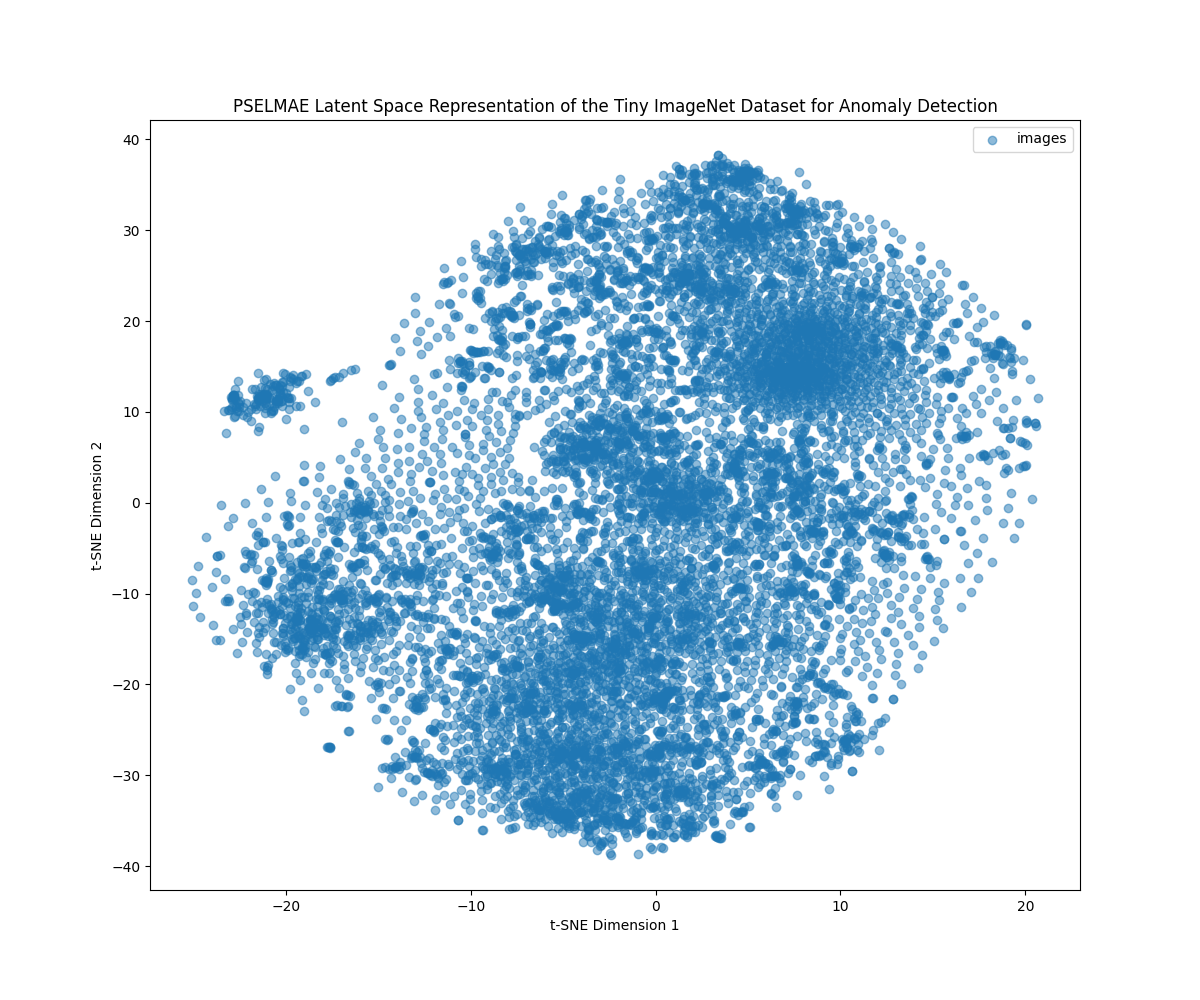 PSELMAE Latent Space Representation of the Tiny ImageNet Dataset for Anomaly Detection
images
40
30
20
10
0
−10
−20
−30
−40
t-SNE Dimension 2
−20 −10 0 10 20
t-SNE Dimension 1